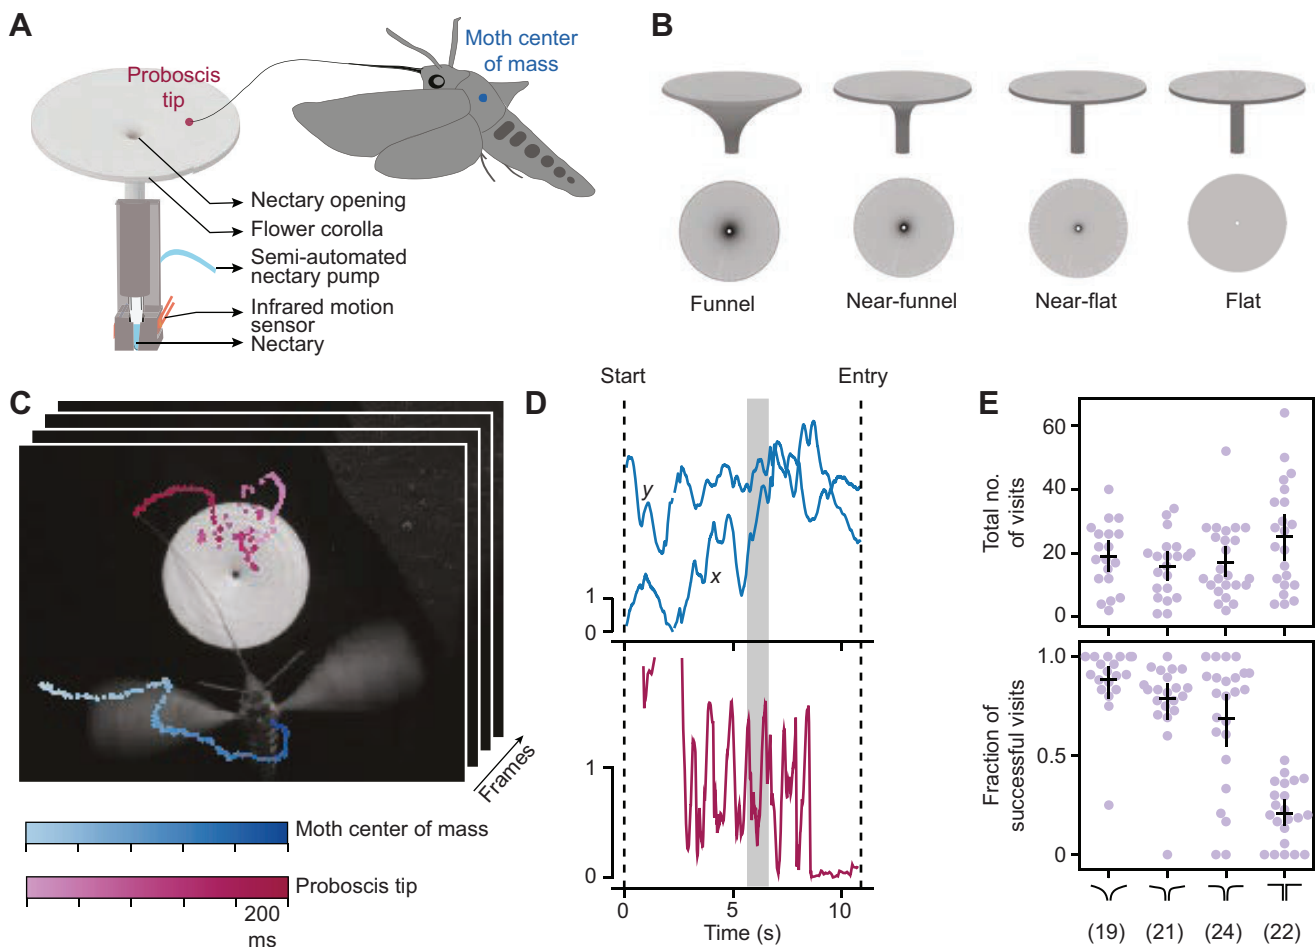 A
Moth center
of mass
Proboscis
tip
Nectary opening
Flower corolla
Semi-automated
nectary pump
Infrared motion
sensor
Nectary
B
Funnel
Near-funnel
Near-flat
Flat
C
Frames
Moth center of mass
Proboscis tip
200
ms
D
Start
Entry
y
x
1
0
1
0
0
5
10
Time (s)
E
Total no.
of visits
60
40
20
0
Fraction of
successful visits
1.0
0.5
0
(19)
(21)
(24)
(22)